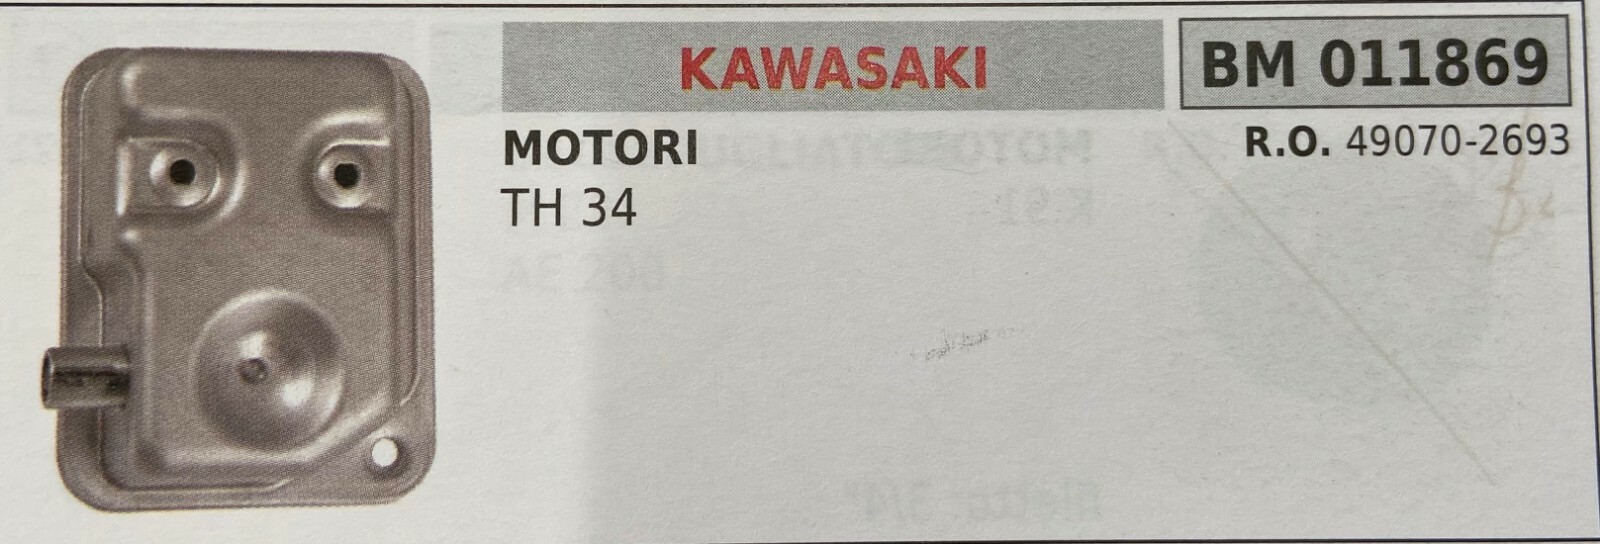 KAWASAKI
BM 011869
MOTORI
R.O. 49070-2693
TH 34